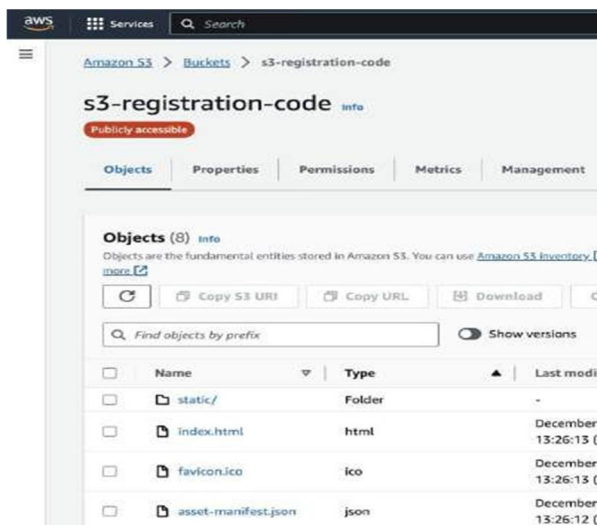 aws Services Search
Amazon S3 > Buckets > s3-registration-code
s3-registration-code Info
Publicly accessible
Objects Properties Permissions Metrics Management
Objects (8) Info
Objects are the fundamental entities stored in Amazon S3. You can use Amazon S3 inventory
more
Copy S3 URI Copy URL Download
Find objects by prefix Show versions
Name Type Last modi
static/ Folder -
index.html html December
13:26:13 (
favicon.ico ico December
13:26:13 (
asset-manifest.json json December
13:26:12 (